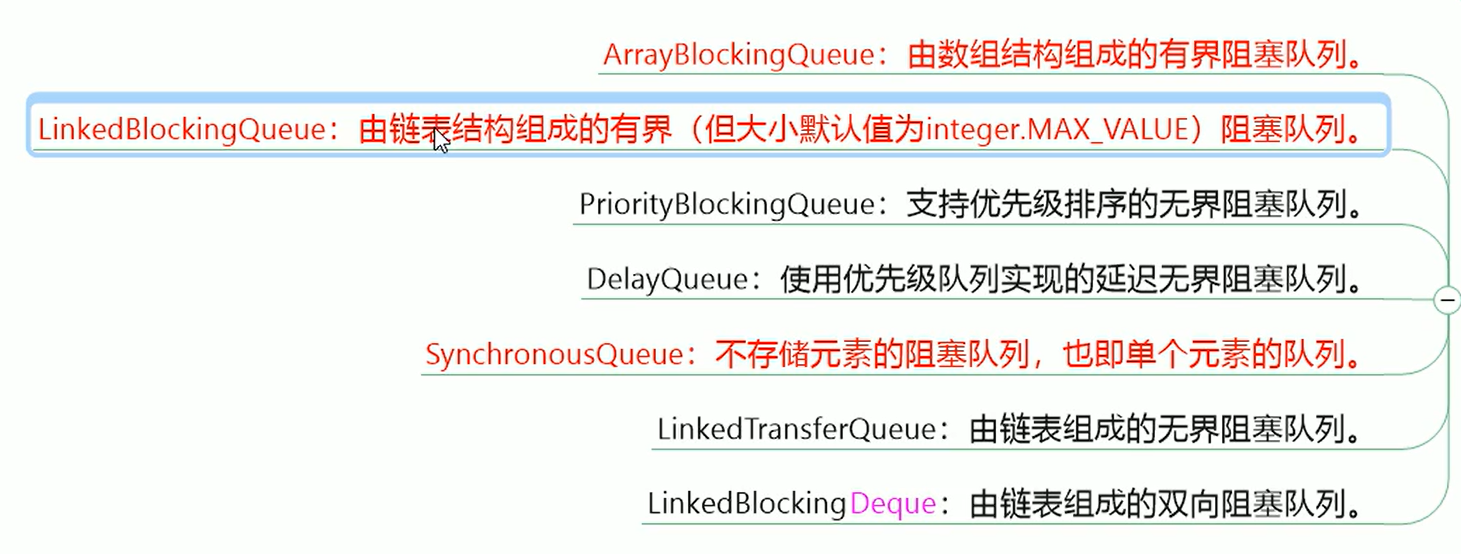 ArrayBlockingQueue：由数组结构组成的有界阻塞队列。
LinkedBlockingQueue：由链表结构组成的有界（但大小默认值为integer.MAX_VALUE）阻塞队列。
PriorityBlockingQueue：支持优先级排序的无界阻塞队列。
DelayQueue：使用优先级队列实现的延迟无界阻塞队列。
SynchronousQueue：不存储元素的阻塞队列，也即单个元素的队列。
LinkedTransferQueue：由链表组成的无界阻塞队列。
LinkedBlockingDeque：由链表组成的双向阻塞队列。